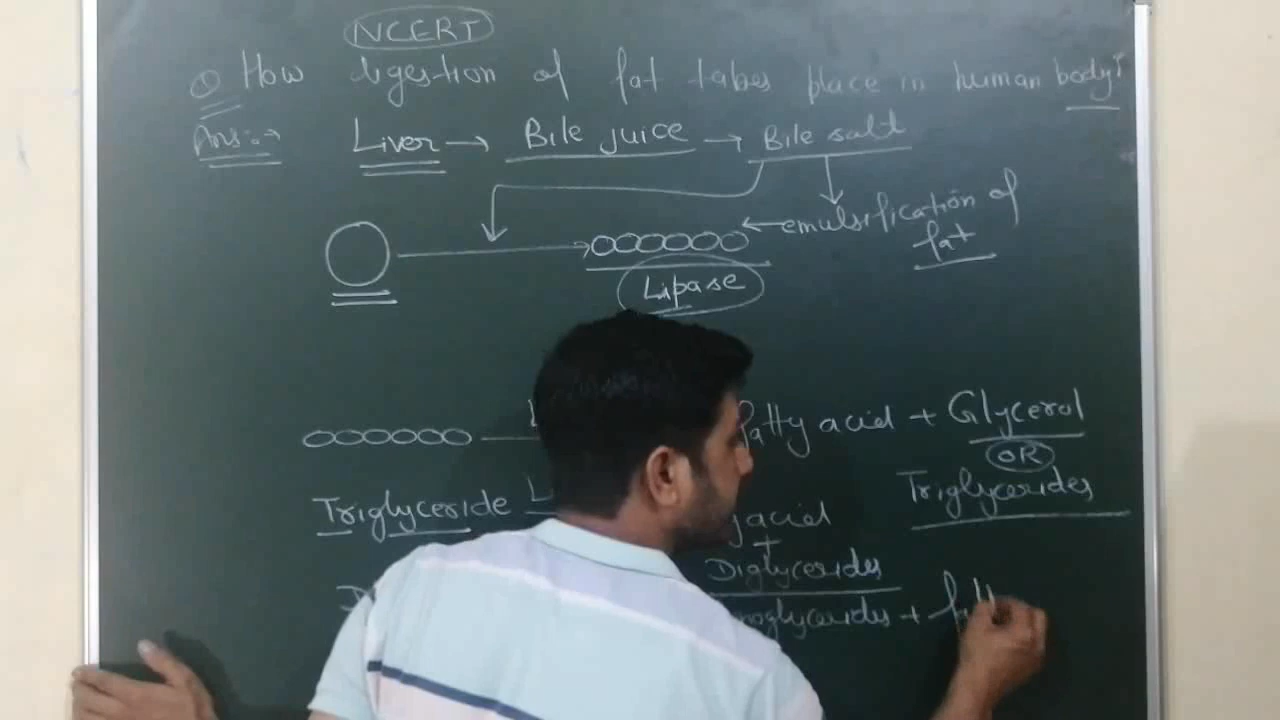 NCERT
Q How digestion of fat takes place in human body?
Ans:- → Liver → Bile juice → Bile salt
emulsification of
fat
Lipase
fatty acid + Glycerol
OR
Triglycerides
Triglyceride acid
+
Diglycerides